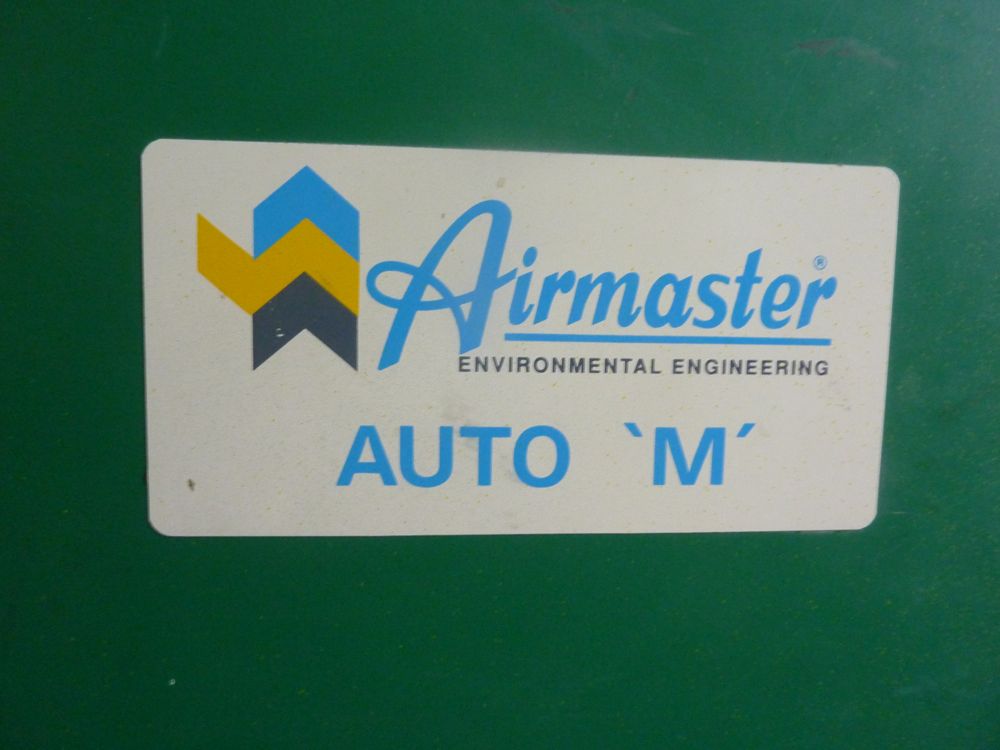 Airmaster®
ENVIRONMENTAL ENGINEERING
AUTO `M´